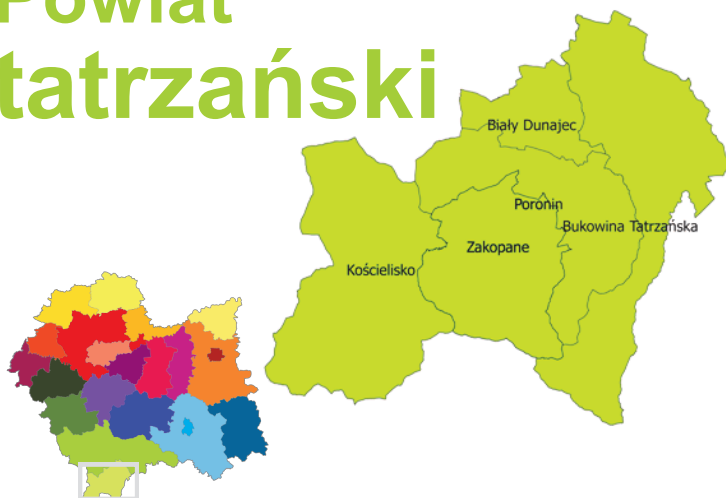 Powiat
tatrzański
Biały Dunajec
Poronin
Bukowina Tatrzańska
Zakopane
Kościelisko